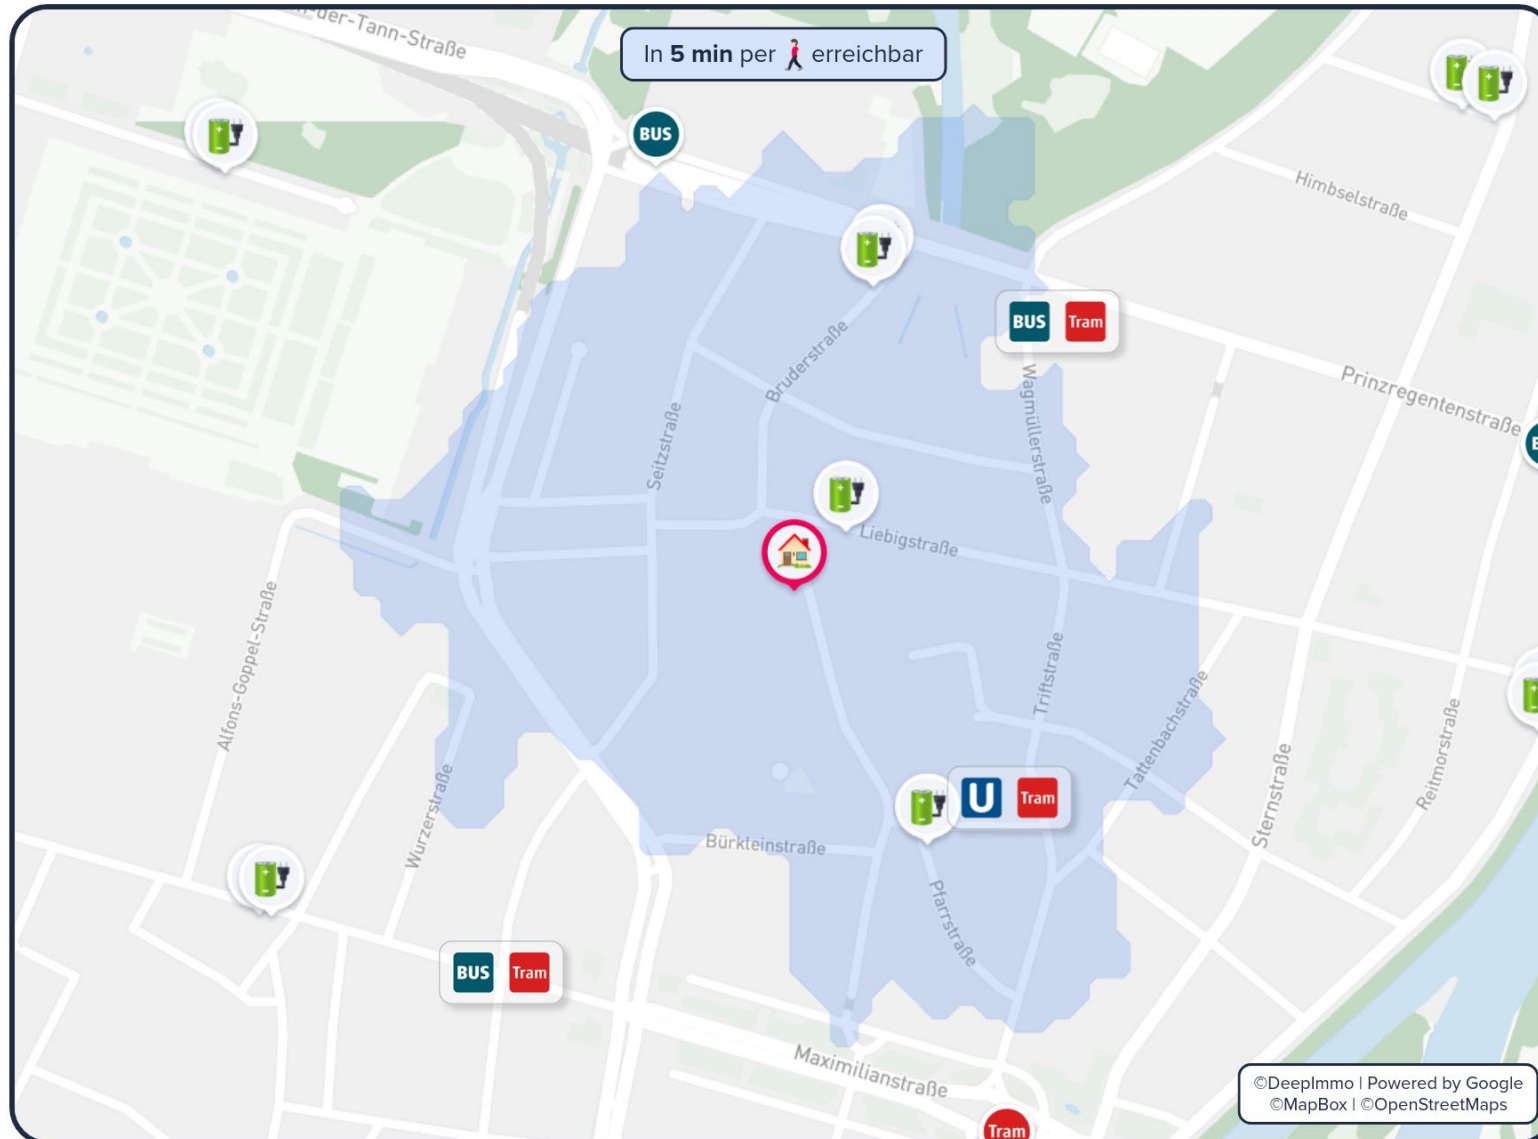 n-der-Tann-Straße
In 5 min per erreichbar
BUS
Himbselstraße
BUS Tram
Prinzregentenstraße
Bruderstraße
Wagmüllerstraße
Seitzstraße
Liebigstraße
Alfons-Goppel-Straße
Triftstraße
Tattenbachstraße
Reitmorstraße
Sternstraße
Wurzerstraße
U Tram
Bürkleinstraße
Pfarrstraße
BUS Tram
Maximilianstraße
Tram
©DeepImmo | Powered by Google
©MapBox | ©OpenStreetMaps